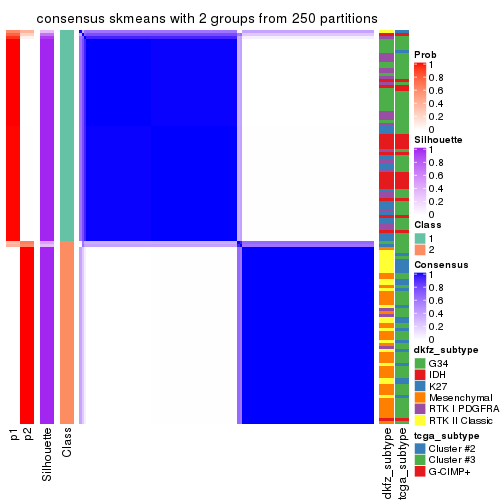 consensus skmeans with 2 groups from 250 partitions
Prob
1
0.8
0.6
0.4
0.2
0
Silhouette
1
0.8
0.6
0.4
0.2
0
Class
1
2
Consensus
1
0.8
0.6
0.4
0.2
0
dkfz_subtype
G34
IDH
K27
Mesenchymal
RTK I PDGFRA
RTK II Classic
tcga_subtype
Cluster #2
Cluster #3
G-CIMP+
p1
p2
Silhouette
Class
dkfz_subtype
tcga_subtype